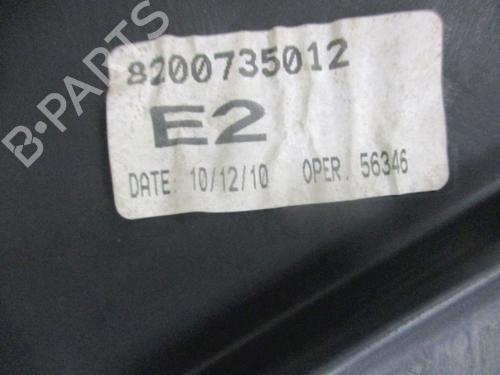 8200735012
E2
DATE: 10/12/10 OPER. 56346
B-PARTS